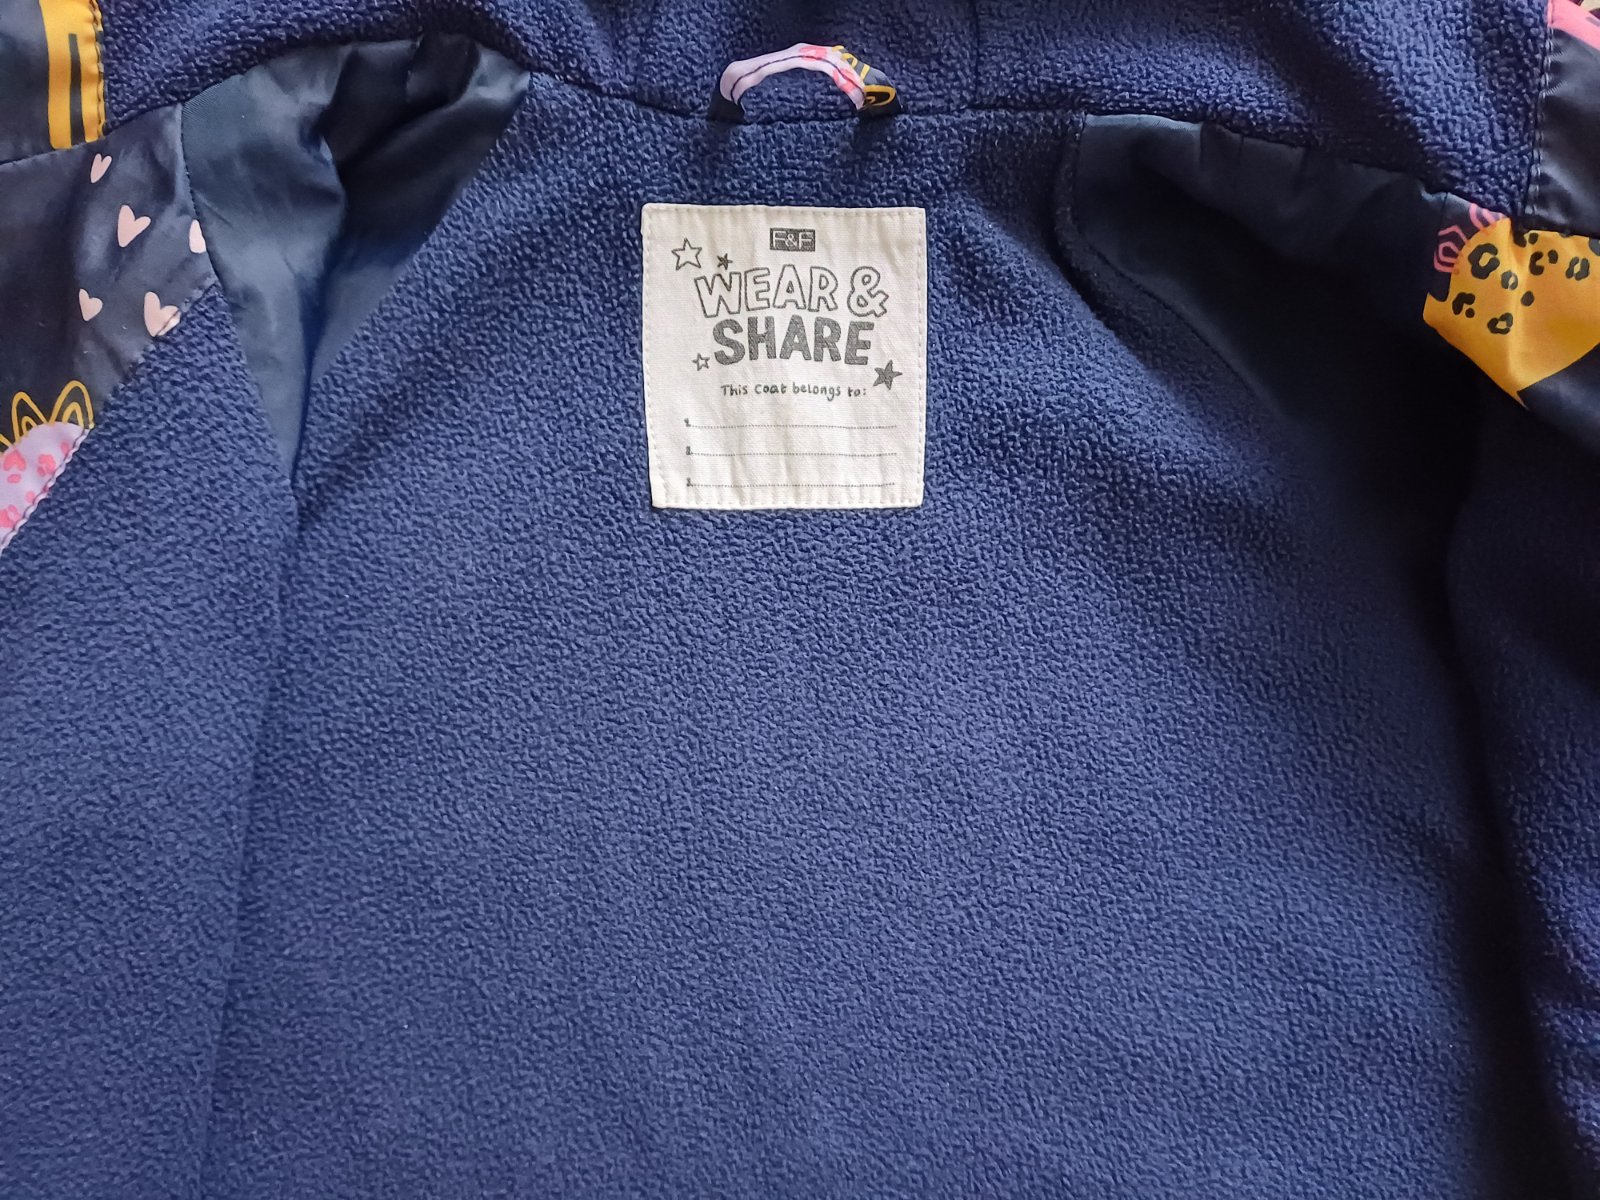 F&F
WEAR &
SHARE
This coat belongs to:
1.
2.
3.